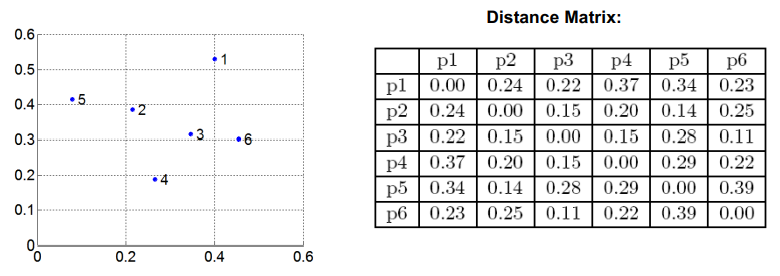 Distance Matrix:
0.6
0.5
0.4
0.3
0.2
0.1
0
0 0.2 0.4 0.6
1
5
2
3
6
4
p1 p2 p3 p4 p5 p6
p1 0.00 0.24 0.22 0.37 0.34 0.23
p2 0.24 0.00 0.15 0.20 0.14 0.25
p3 0.22 0.15 0.00 0.15 0.28 0.11
p4 0.37 0.20 0.15 0.00 0.29 0.22
p5 0.34 0.14 0.28 0.29 0.00 0.39
p6 0.23 0.25 0.11 0.22 0.39 0.00